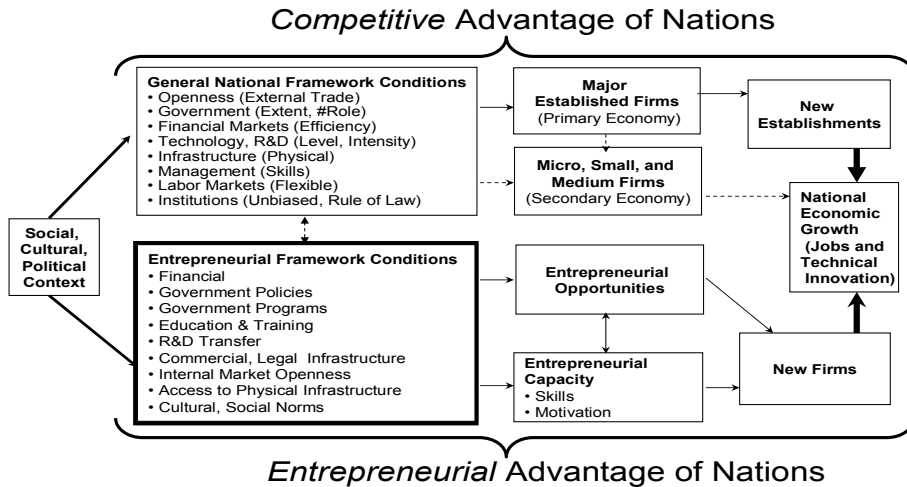 Competitive Advantage of Nations
General National Framework Conditions
• Openness (External Trade)
• Government (Extent, #Role)
• Financial Markets (Efficiency)
• Technology, R&D (Level, Intensity)
• Infrastructure (Physical)
• Management (Skills)
• Labor Markets (Flexible)
• Institutions (Unbiased, Rule of Law)
Major
Established Firms
(Primary Economy)
New
Establishments
Micro, Small, and
Medium Firms
(Secondary Economy)
National
Economic
Growth
(Jobs and
Technical
Innovation)
Social,
Cultural,
Political
Context
Entrepreneurial Framework Conditions
• Financial
• Government Policies
• Government Programs
• Education & Training
• R&D Transfer
• Commercial, Legal Infrastructure
• Internal Market Openness
• Access to Physical Infrastructure
• Cultural, Social Norms
Entrepreneurial
Opportunities
Entrepreneurial
Capacity
• Skills
• Motivation
New Firms
Entrepreneurial Advantage of Nations